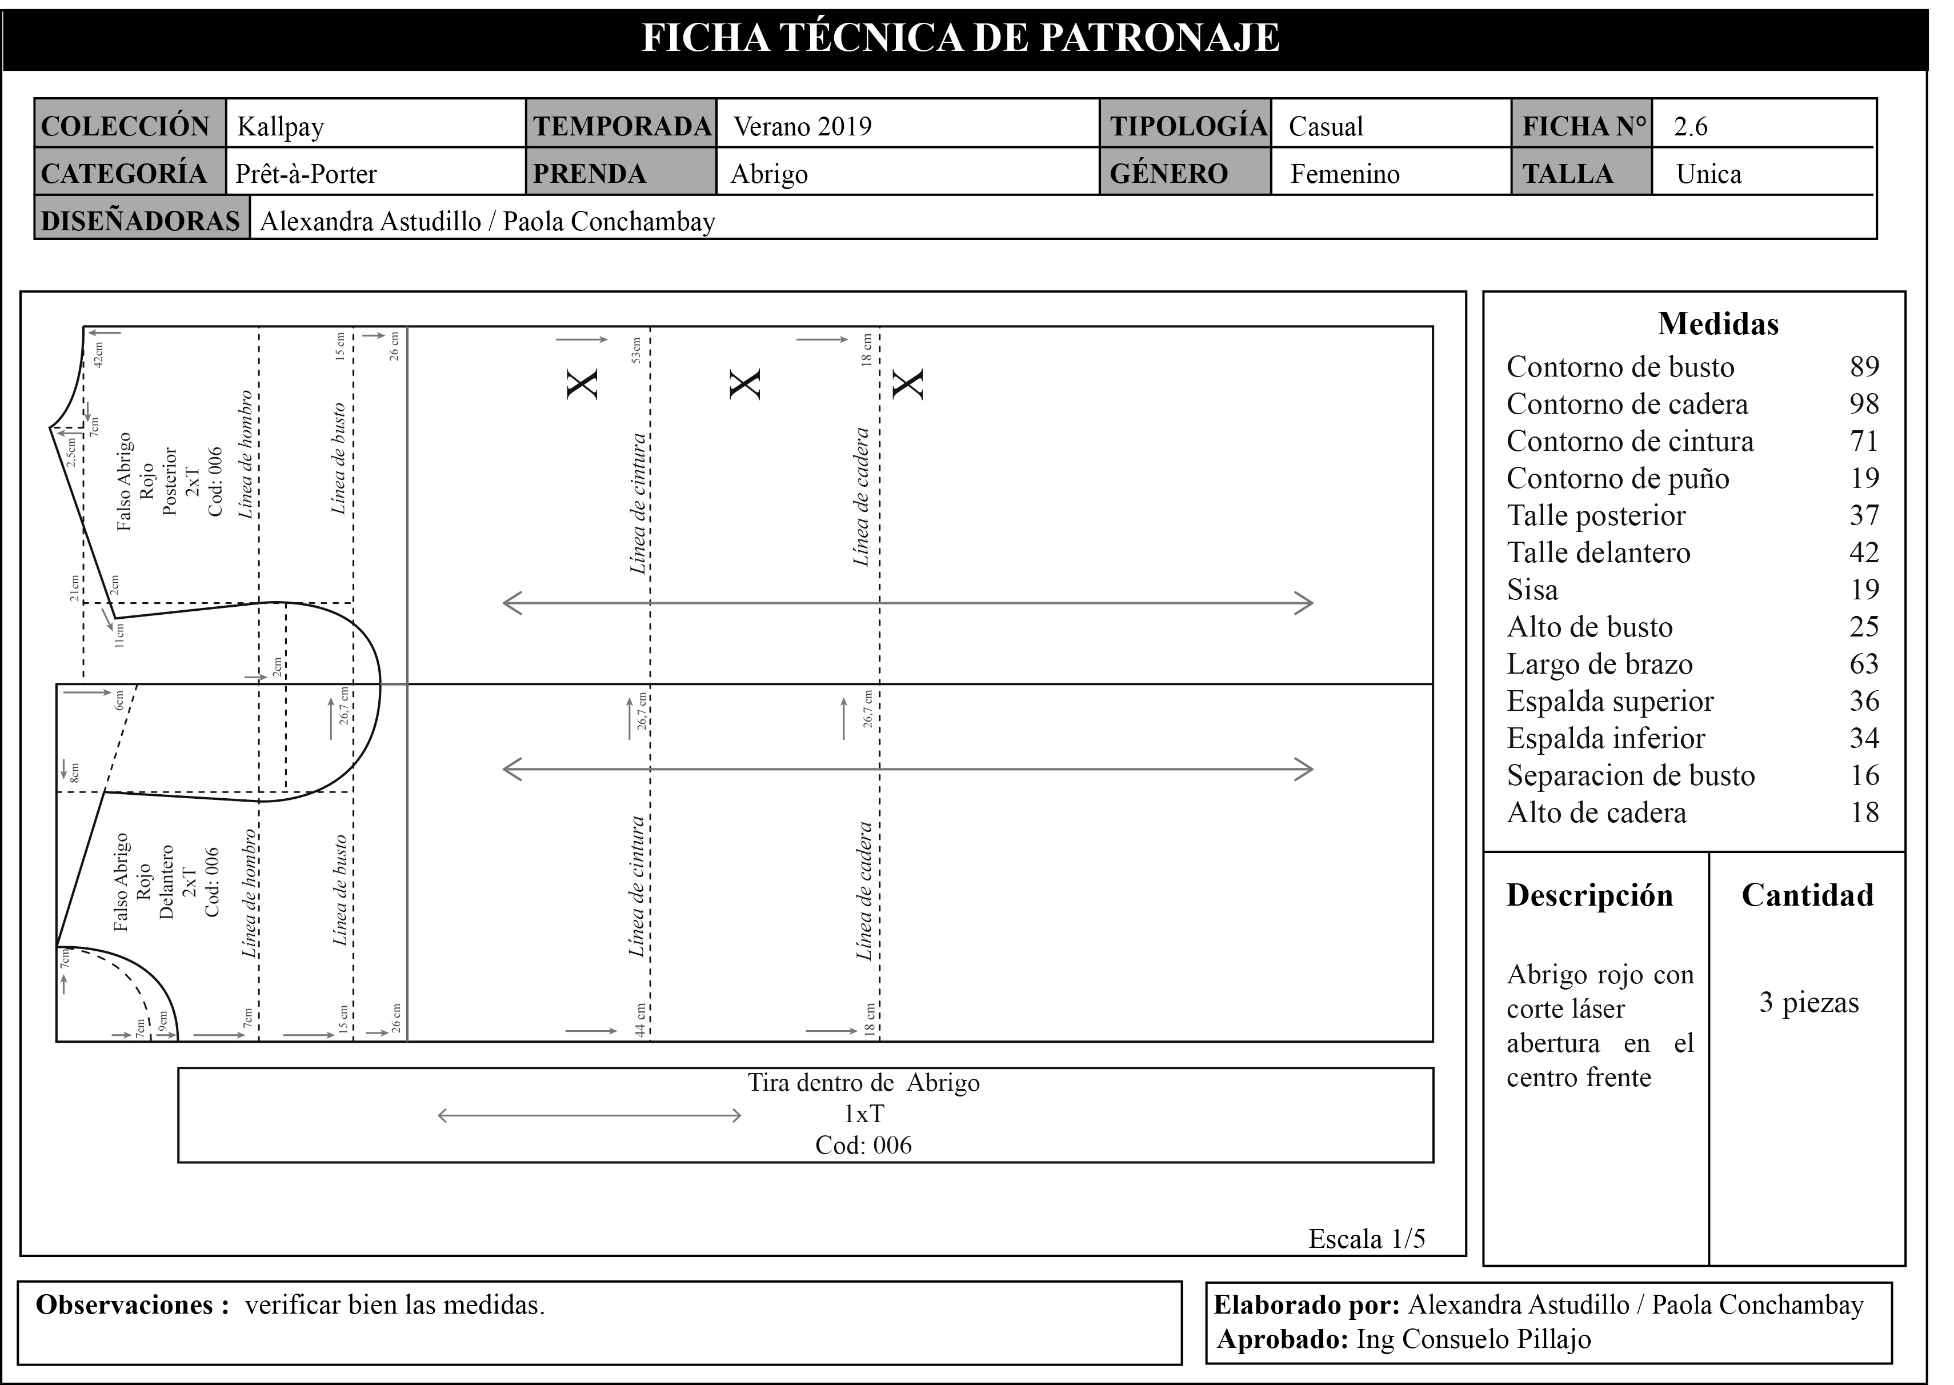 FICHA TÉCNICA DE PATRONAJE
COLECCIÓN Kallpay TEMPORADA Verano 2019 TIPOLOGÍA Casual FICHA N° 2.6
CATEGORÍA Prêt-à-Porter PRENDA Abrigo GÉNERO Femenino TALLA Unica
DISEÑADORAS Alexandra Astudillo / Paola Conchambay
42cm
7cm
2,5cm
Falso Abrigo
Rojo
Posterior
2xT
Cod: 006
Línea de hombro
15 cm
Línea de busto
26 cm
53cm
Línea de cintura
18 cm
Línea de cadera
X
X
X
21cm
2cm
11cm
2cm
6cm
8cm
26,7 cm
26,7 cm
26,7 cm
Falso Abrigo
Rojo
Delantero
2xT
Cod: 006
Línea de hombro
Línea de busto
Línea de cintura
Línea de cadera
7cm
7cm
9cm
7cm
15 cm
26 cm
44 cm
18 cm
Tira dentro de Abrigo
1xT
Cod: 006
Escala 1/5
Medidas
Contorno de busto 89
Contorno de cadera 98
Contorno de cintura 71
Contorno de puño 19
Talle posterior 37
Talle delantero 42
Sisa 19
Alto de busto 25
Largo de brazo 63
Espalda superior 36
Espalda inferior 34
Separacion de busto 16
Alto de cadera 18
Descripción Cantidad
Abrigo rojo con
corte láser
abertura en el
centro frente
3 piezas
Observaciones : verificar bien las medidas.
Elaborado por: Alexandra Astudillo / Paola Conchambay
Aprobado: Ing Consuelo Pillajo